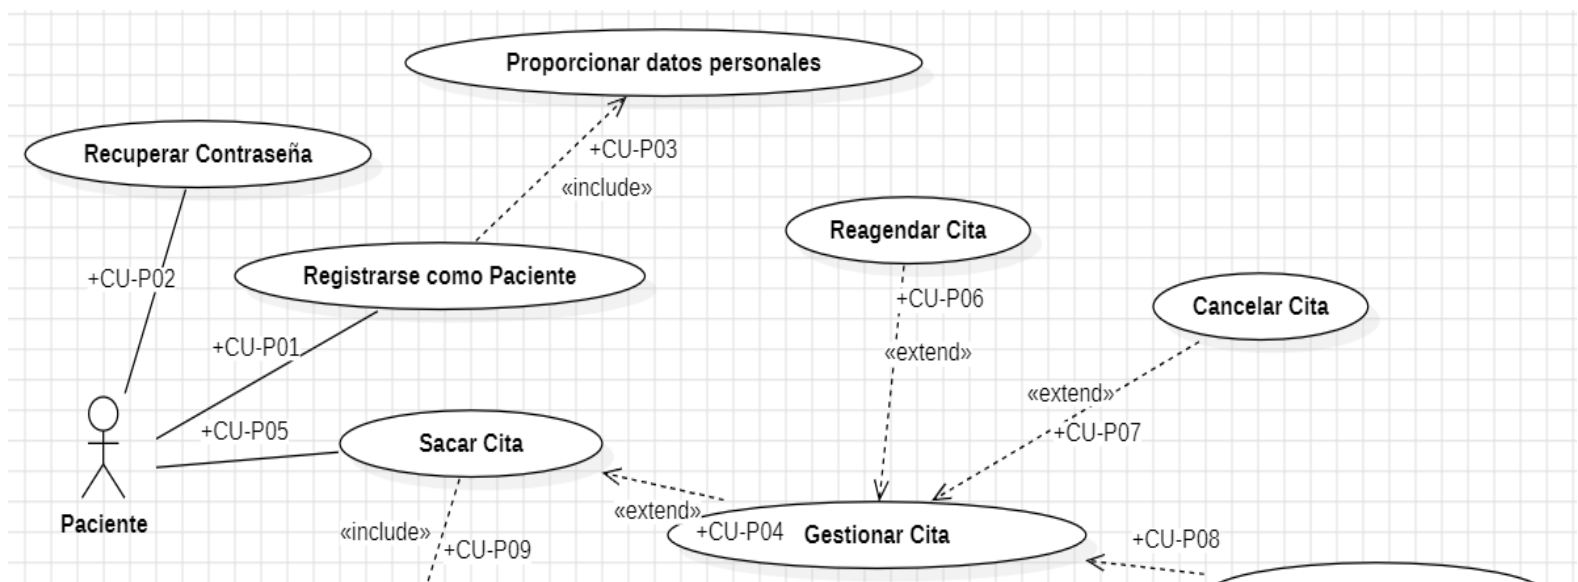 Proporcionar datos personales
+CU-P03
Recuperar Contraseña
«include»
Reagendar Cita
+CU-P02
Registrarse como Paciente
+CU-P06
Cancelar Cita
+CU-P01
«extend»
«extend»
+CU-P05
+CU-P07
Sacar Cita
«extend»
Paciente
«include»
+CU-P04
Gestionar Cita
+CU-P08
+CU-P09